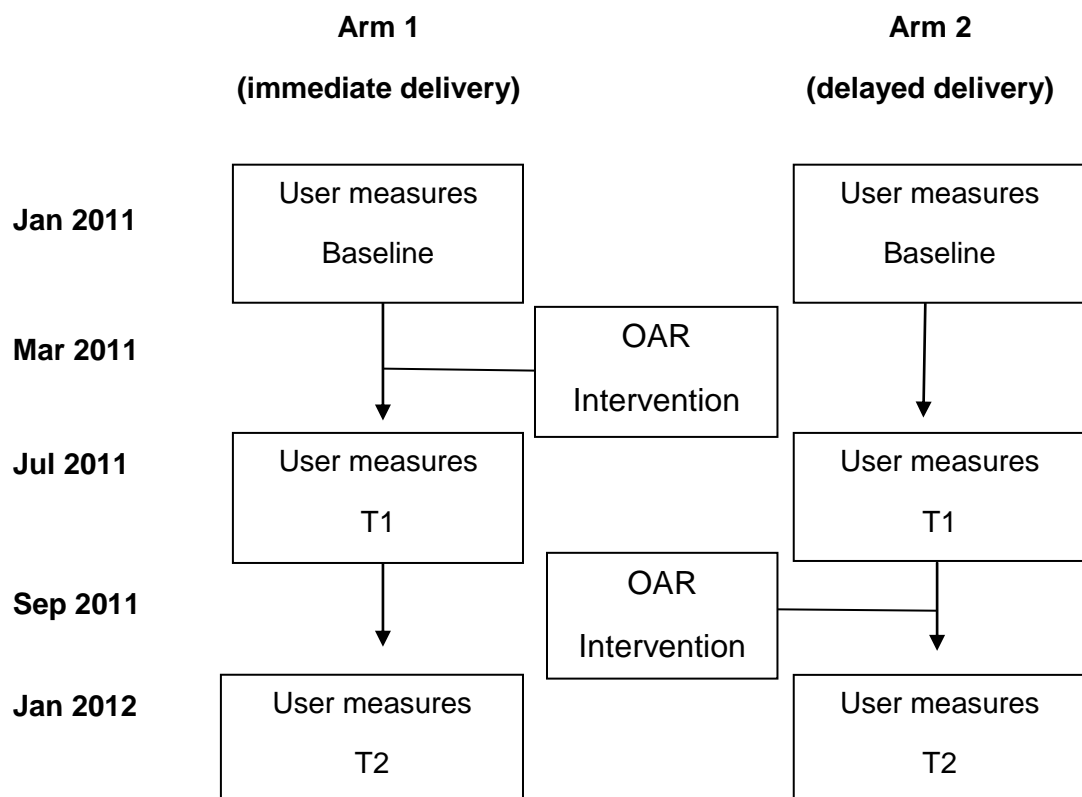 Arm 1
(immediate delivery)
Arm 2
(delayed delivery)
Jan 2011
User measures
Baseline
User measures
Baseline
Mar 2011
OAR
Intervention
Jul 2011
User measures
T1
User measures
T1
Sep 2011
OAR
Intervention
Jan 2012
User measures
T2
User measures
T2